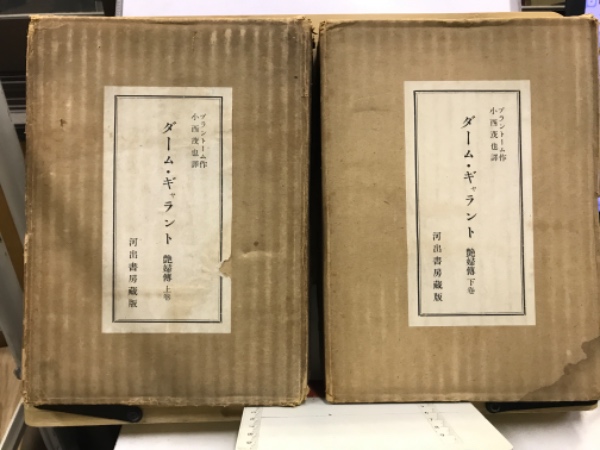 ブラントーム作
小西茂也譯
ダーム・ギャラント 艶婦傳 上卷
河出書房藏版
ブラントーム作
小西茂也譯
ダーム・ギャラント 艶婦傳 下卷
河出書房藏版